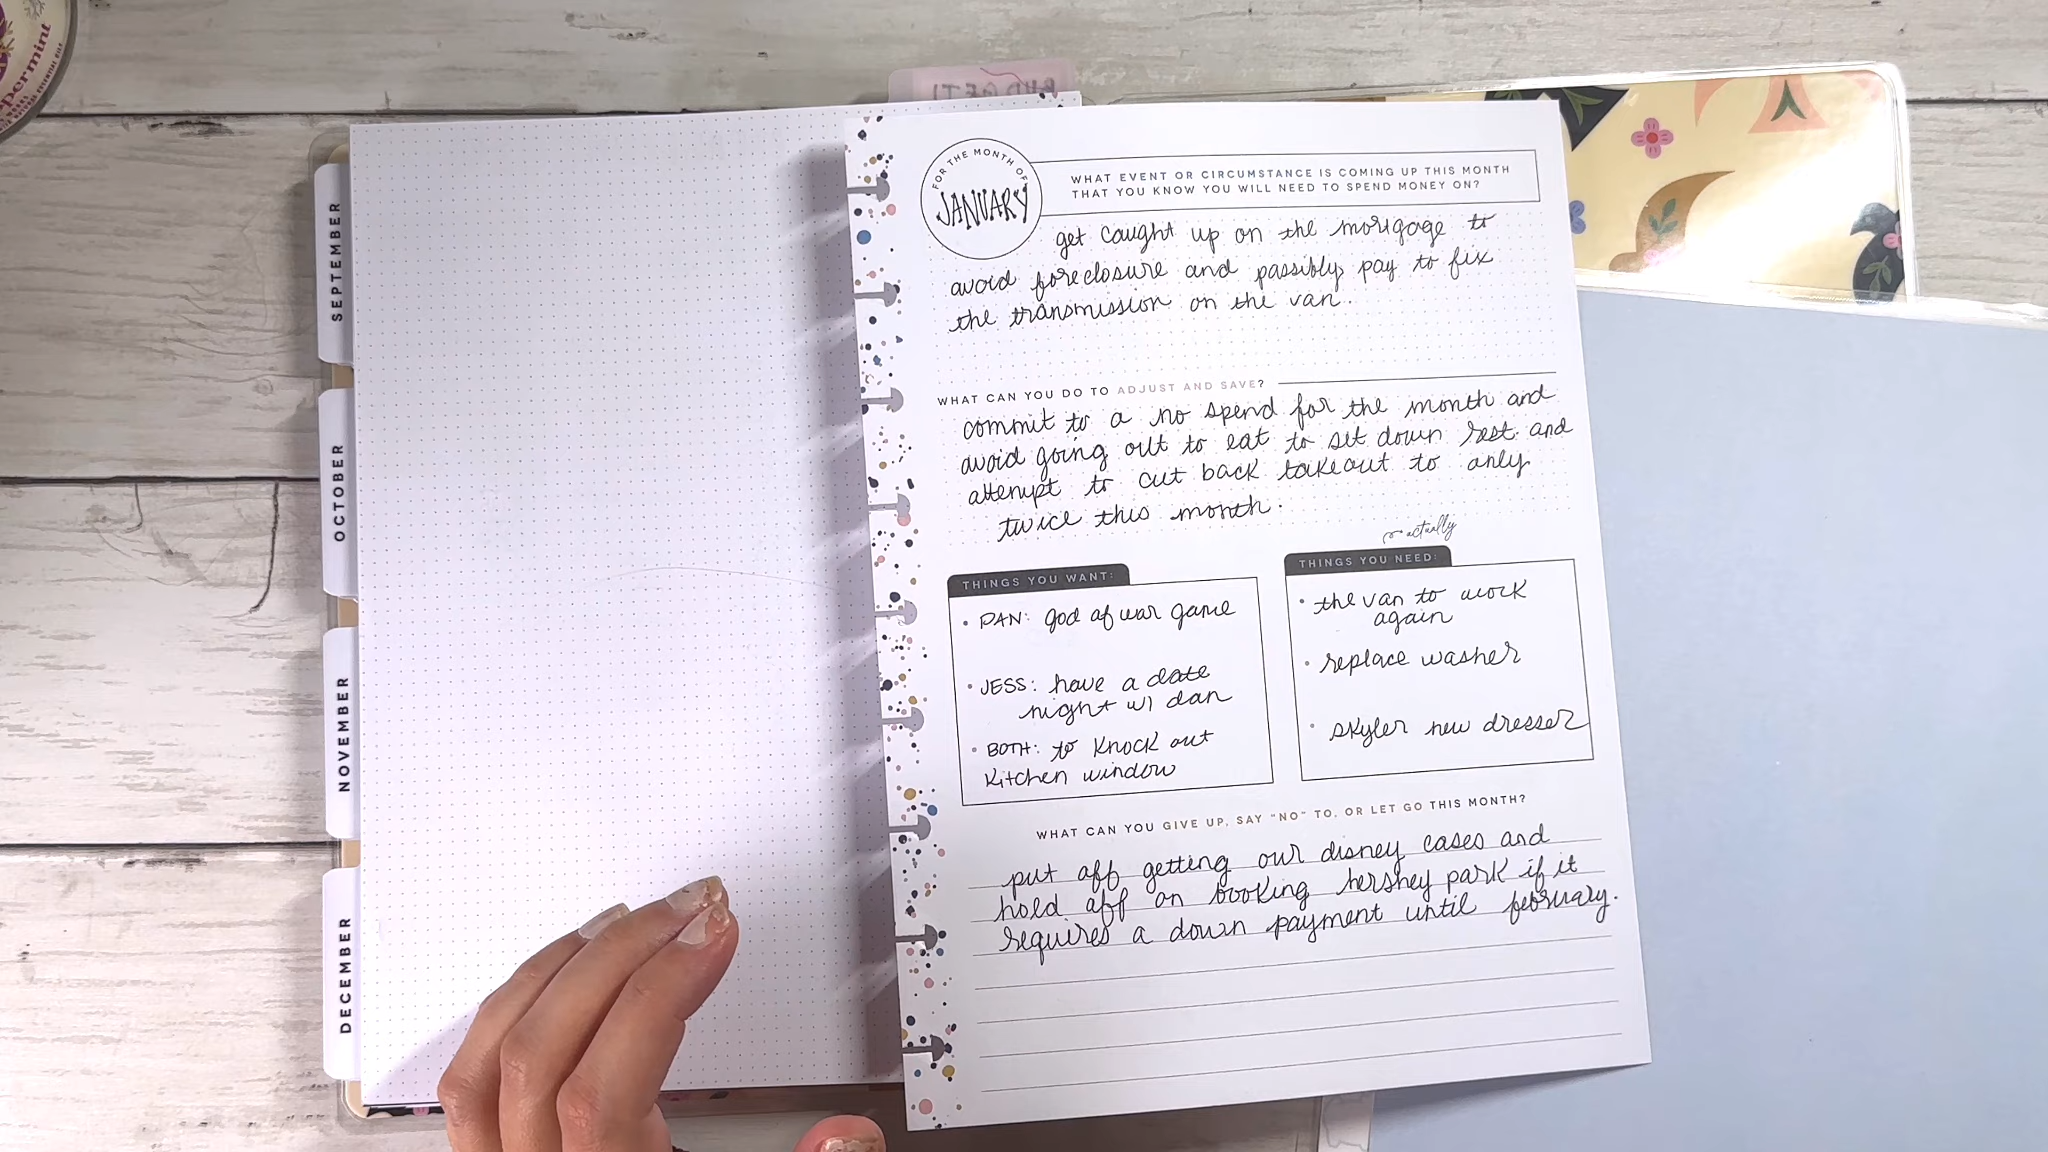 peppermint
BUDGET!
SEPTEMBER
OCTOBER
NOVEMBER
DECEMBER
FOR THE MONTH OF
JANUARY
WHAT EVENT OR CIRCUMSTANCE IS COMING UP THIS MONTH
THAT YOU KNOW YOU WILL NEED TO SPEND MONEY ON?
get caught up on the mortgage to
avoid foreclosure and possibly pay to fix
the transmission on the van.
WHAT CAN YOU DO TO ADJUST AND SAVE?
commit to a no spend for the month and
avoid going out to eat to sit down rest. and
attempt to cut back takeout to only
twice this month.
THINGS YOU WANT:
• DAN: god of war game
• JESS: have a date
night w/ dan
• BOTH: to knock out
kitchen window
actually
THINGS YOU NEED:
• the van to work
again
• replace washer
• skyler new dresser
WHAT CAN YOU GIVE UP, SAY "NO" TO, OR LET GO THIS MONTH?
put off getting our disney cases and
hold off on booking hershey park if it
requires a down payment until february.